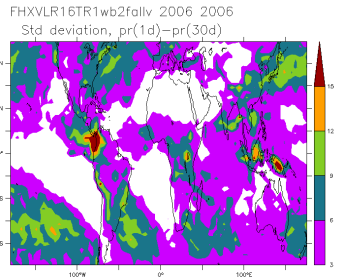 FHXVLR16TR1wb2fallv 2006 2006
Std deviation, pr(1d)-pr(30d)
15
12
9
6
3
100°W
0°
100°E